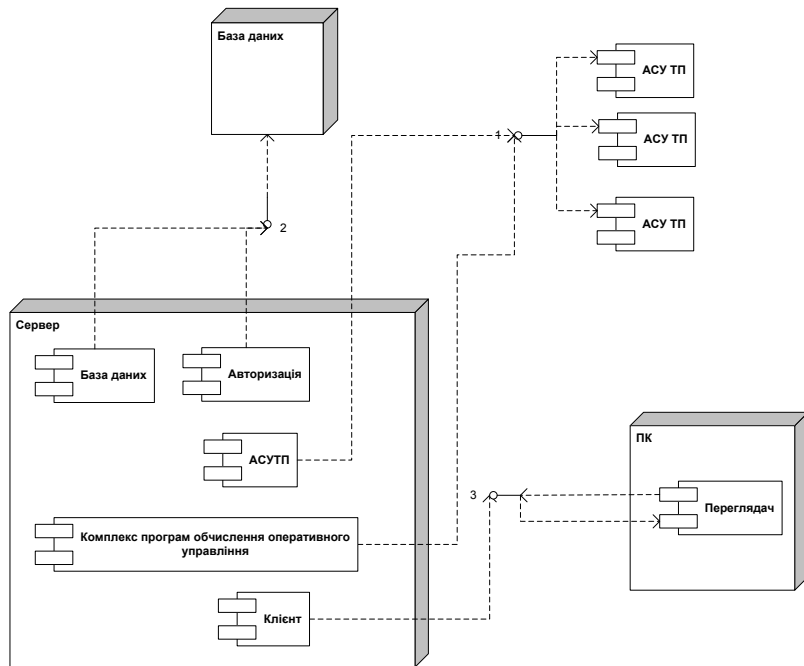 База даних
АСУ ТП
1
АСУ ТП
АСУ ТП
2
Сервер
База даних
Авторизація
АСУТП
ПК
3
Переглядач
Комплекс програм обчислення оперативного
управління
Клієнт